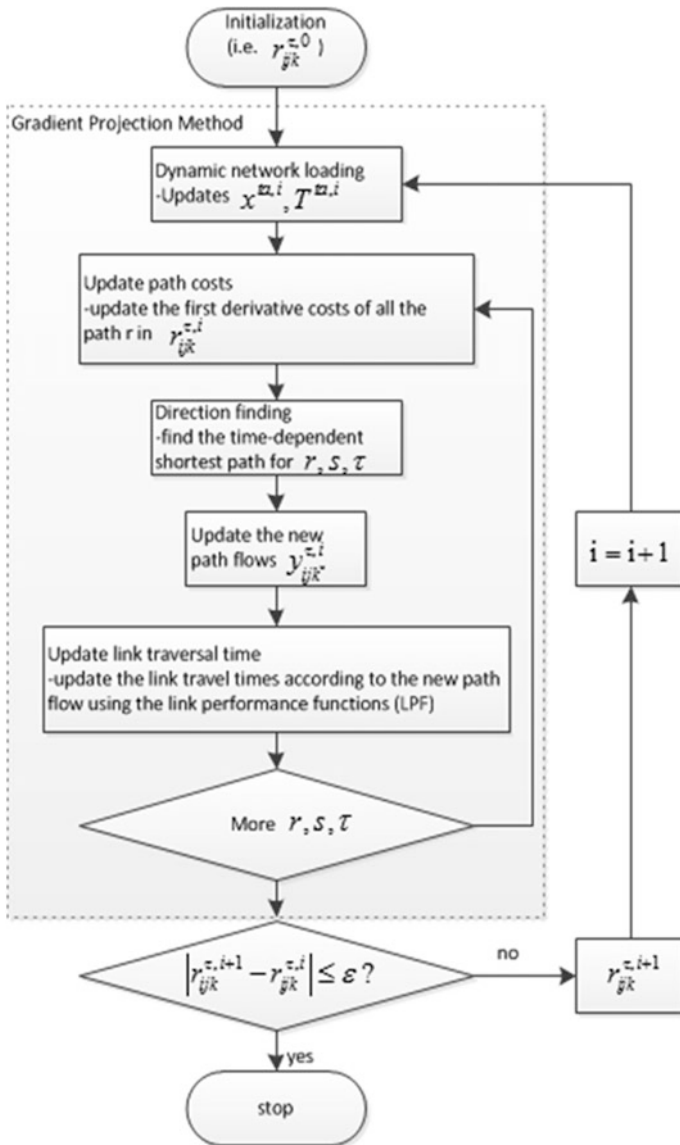 Initialization
(i.e. r_{ijk}^{τ,0} )
Gradient Projection Method
Dynamic network loading
-Updates x^{τa,i}, T^{τa,i}
Update path costs
-update the first derivative costs of all the
path r in r_{ijk}^{τ,i}
Direction finding
-find the time-dependent
shortest path for r, s, τ
Update the new
path flows y_{ijk}^{τ,i}
i = i+1
Update link traversal time
-update the link travel times according to the new path
flow using the link performance functions (LPF)
More r, s, τ
|r_{ijk}^{τ,i+1} − r_{ijk}^{τ,i}| ≤ ε ?
no
r_{ijk}^{τ,i+1}
yes
stop